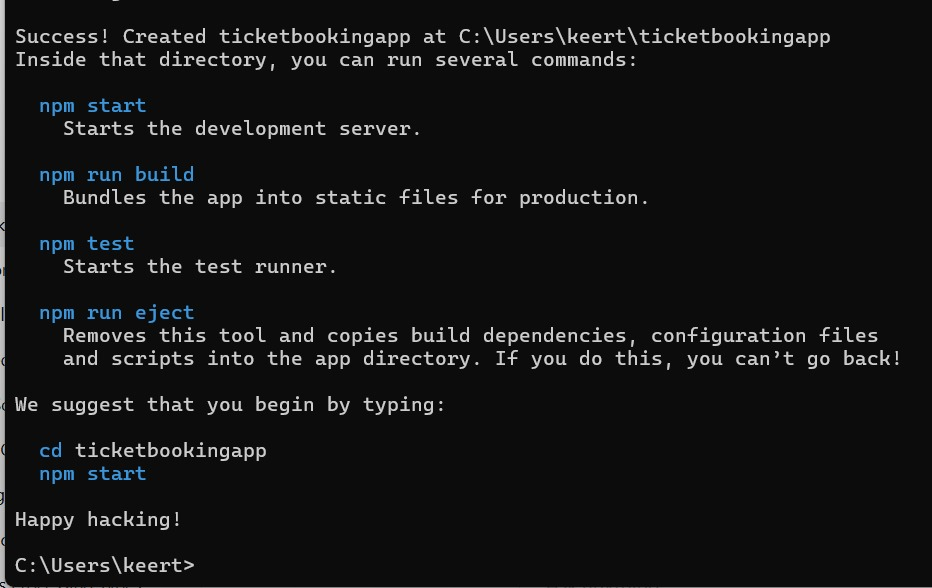 Success! Created ticketbookingapp at C:\Users\keert\ticketbookingapp
Inside that directory, you can run several commands:
npm start
Starts the development server.
npm run build
Bundles the app into static files for production.
npm test
Starts the test runner.
npm run eject
Removes this tool and copies build dependencies, configuration files
and scripts into the app directory. If you do this, you can’t go back!
We suggest that you begin by typing:
cd ticketbookingapp
npm start
Happy hacking!
C:\Users\keert>